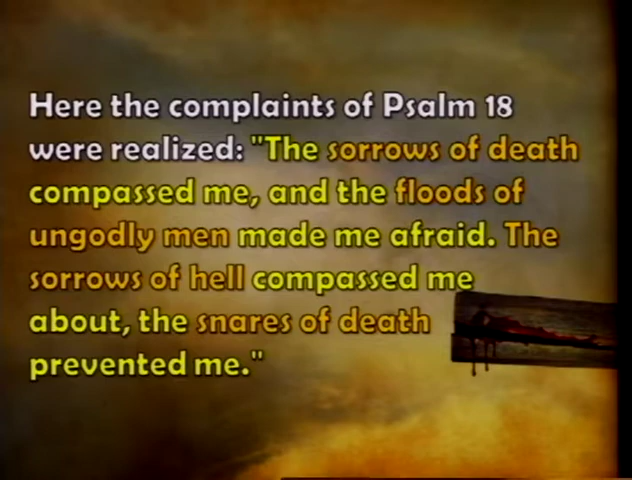 Here the complaints of Psalm 18
were realized: "The sorrows of death
compassed me, and the floods of
ungodly men made me afraid. The
sorrows of hell compassed me
about, the snares of death
prevented me."